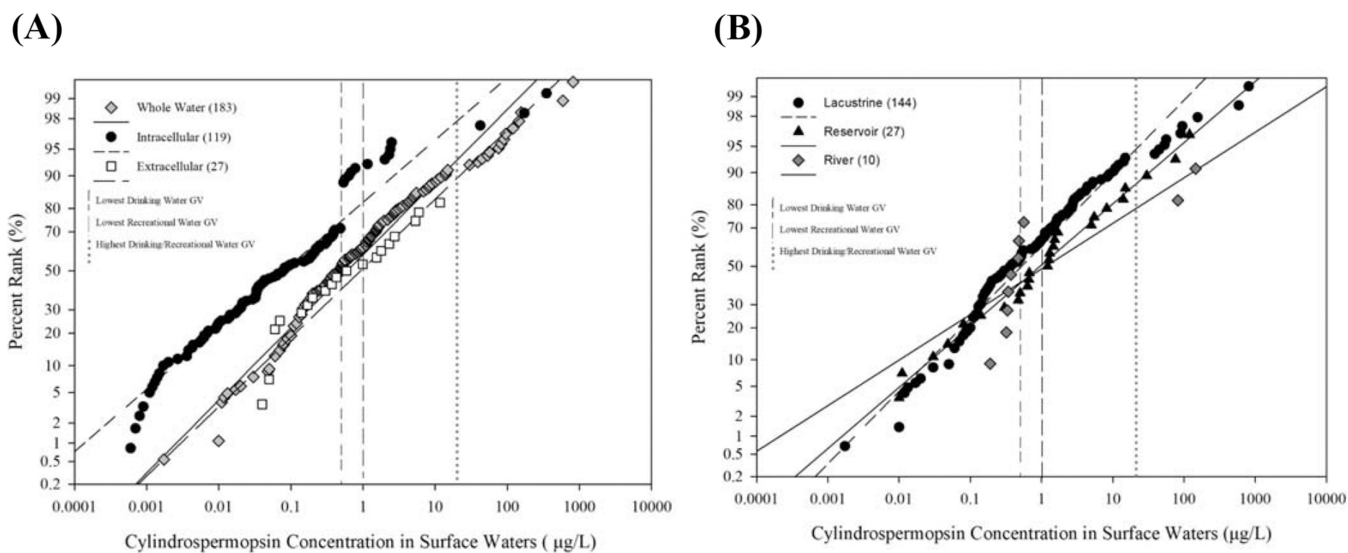 (A)
(B)
Percent Rank (%)
99
98
95
90
80
70
50
30
20
10
5
2
1
0.5
0.2
Whole Water (183)
Intracellular (119)
Extracellular (27)
Lowest Drinking Water GV
Lowest Recreational Water GV
Highest Drinking/Recreational Water GV
0.0001 0.001 0.01 0.1 1 10 100 1000 10000
Cylindrospermopsin Concentration in Surface Waters ( µg/L)
Percent Rank (%)
99
98
95
90
80
70
50
30
20
10
5
2
1
0.5
0.2
Lacustrine (144)
Reservoir (27)
River (10)
Lowest Drinking Water GV
Lowest Recreational Water GV
Highest Drinking/Recreational Water GV
0.0001 0.001 0.01 0.1 1 10 100 1000 10000
Cylindrospermopsin Concentration in Surface Waters (µg/L)